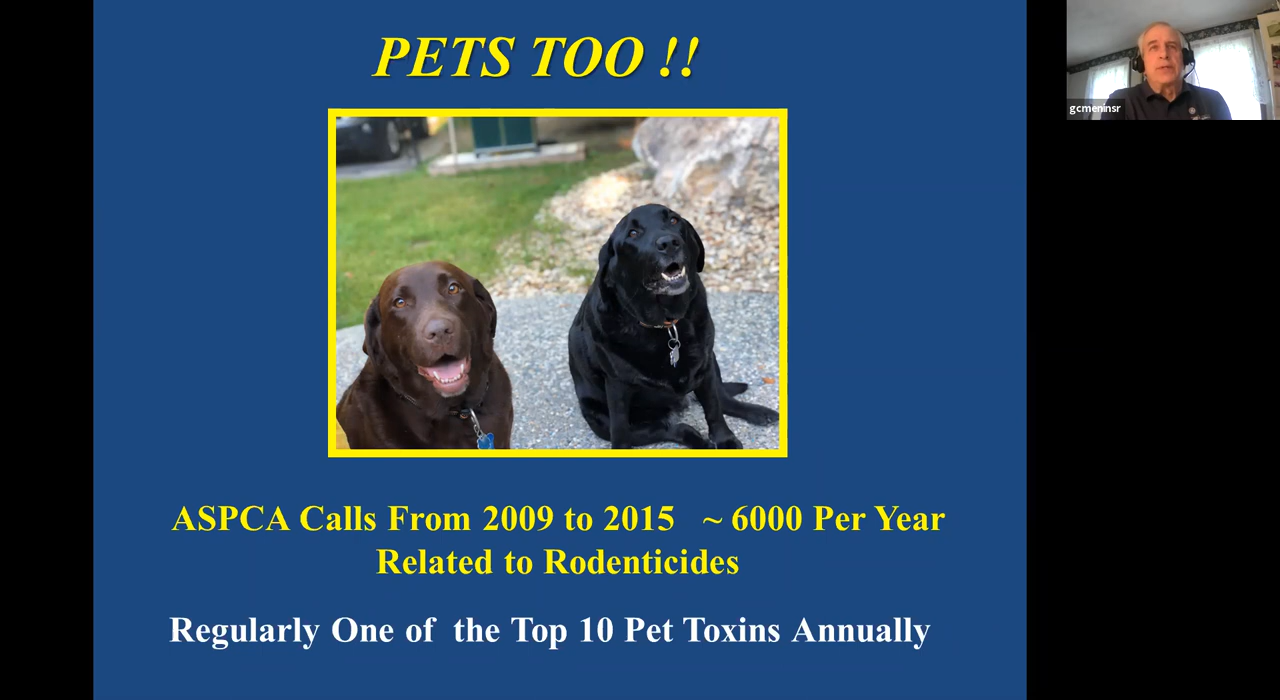 PETS TOO !!
gcmeninsr
ASPCA Calls From 2009 to 2015 ~ 6000 Per Year
Related to Rodenticides
Regularly One of the Top 10 Pet Toxins Annually